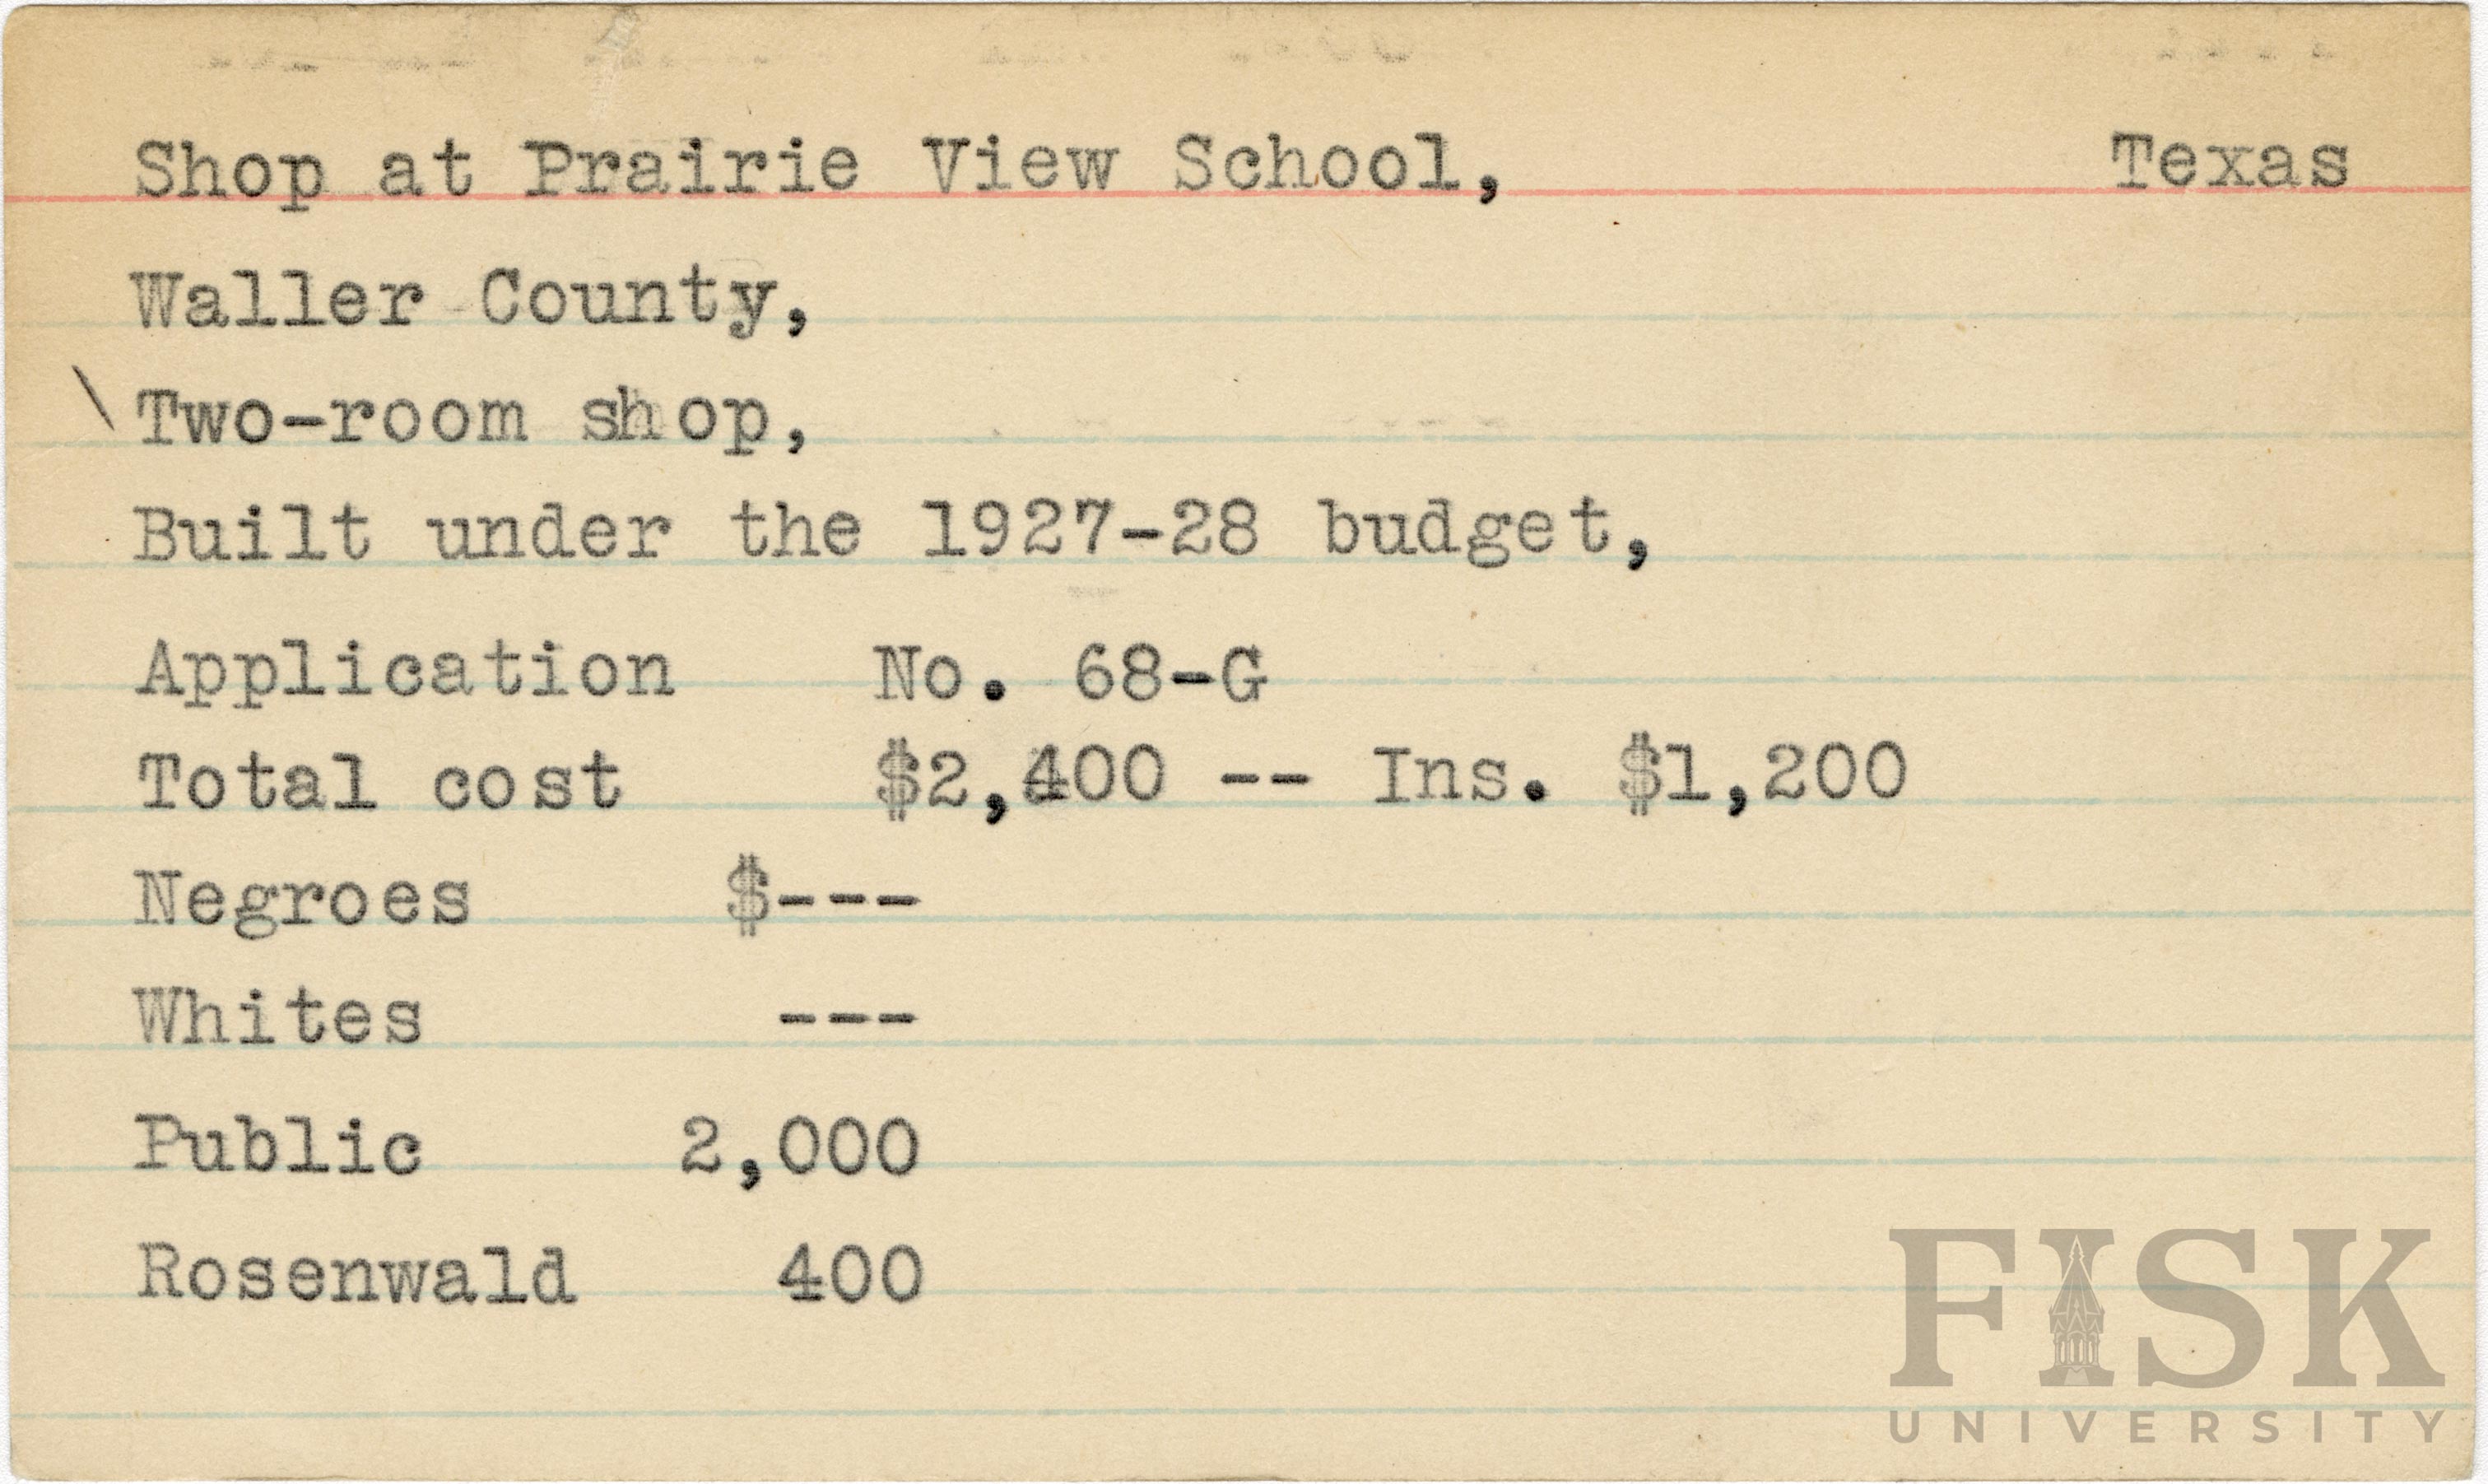 Shop at Prairie View School, Texas
Waller County,
Two-room shop,
Built under the 1927-28 budget,
Application No. 68-G
Total cost $2,400 -- Ins. $1,200
Negroes $---
Whites ---
Public 2,000
Rosenwald 400
FISK
UNIVERSITY